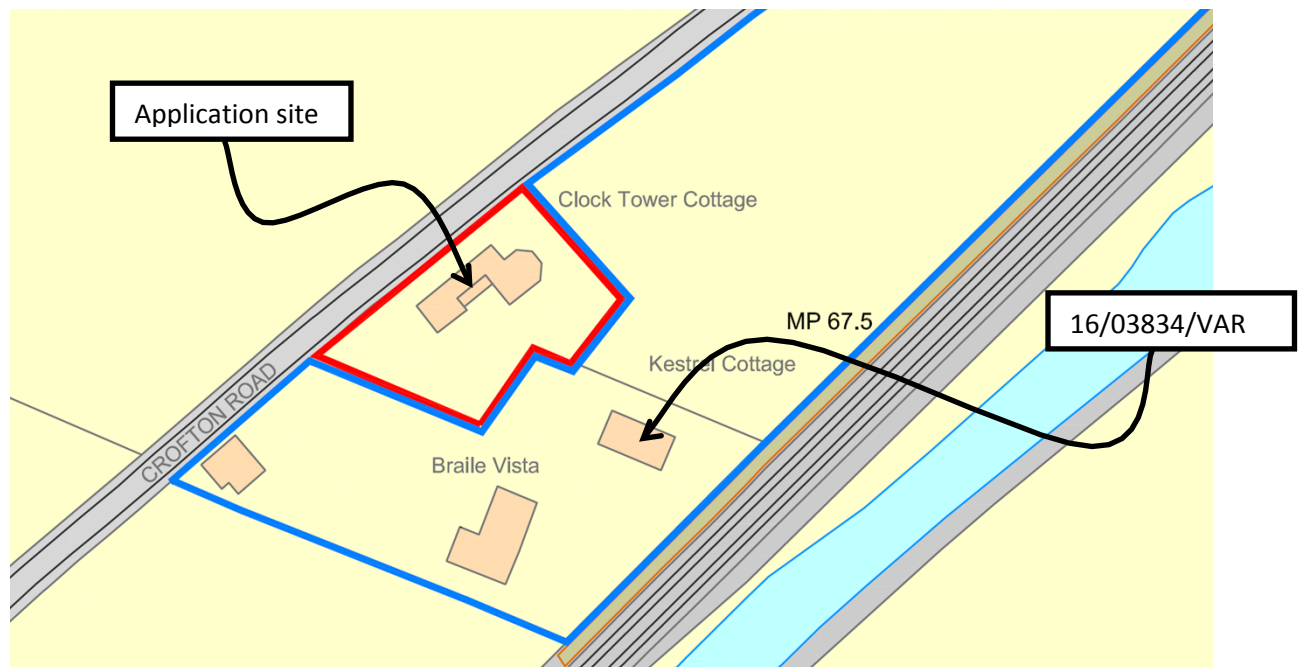 Application site
Clock Tower Cottage
MP 67.5
16/03834/VAR
Kestrel Cottage
CROFTON ROAD
Braile Vista